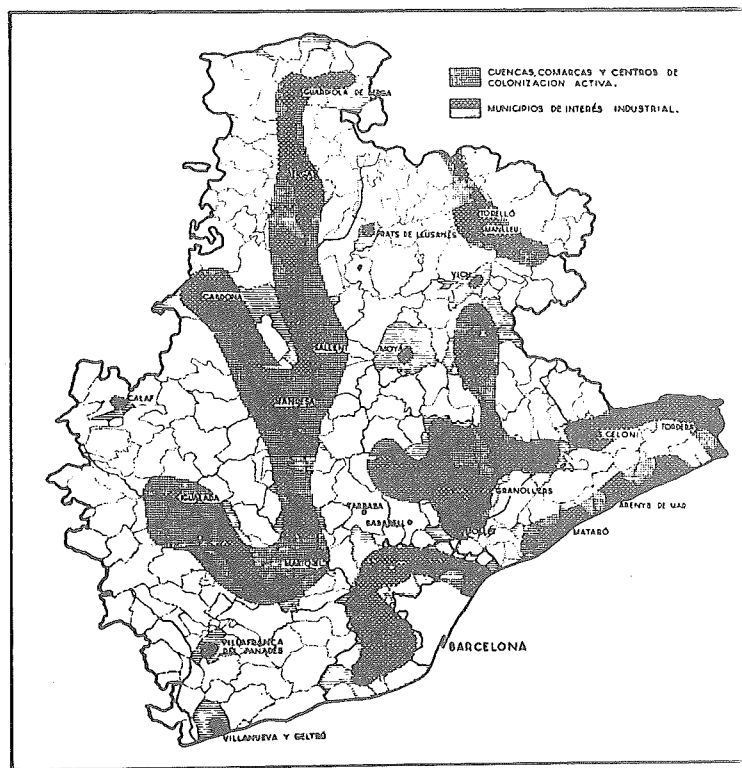 CUENCAS, COMARCAS Y CENTROS DE
COLONIZACION ACTIVA.
MUNICIPIOS DE INTERÉS INDUSTRIAL.
GUARDIOLA DE BERGA
BERGA
TORELLÓ
MANLLEU
PRATS DE LLUSANÉS
VICH
CARDONA
SALLENT
MOYÁ
MANRESA
CALAF
S. CELONI
TORDERA
IGUALADA
GRANOLLERS
ARENYS DE MAR
TARRASA
SABADELL
MOLLET
MATARÓ
MARTORELL
BARCELONA
VILLAFRANCA
DEL PANADÉS
VILLANUEVA Y GELTRÚ